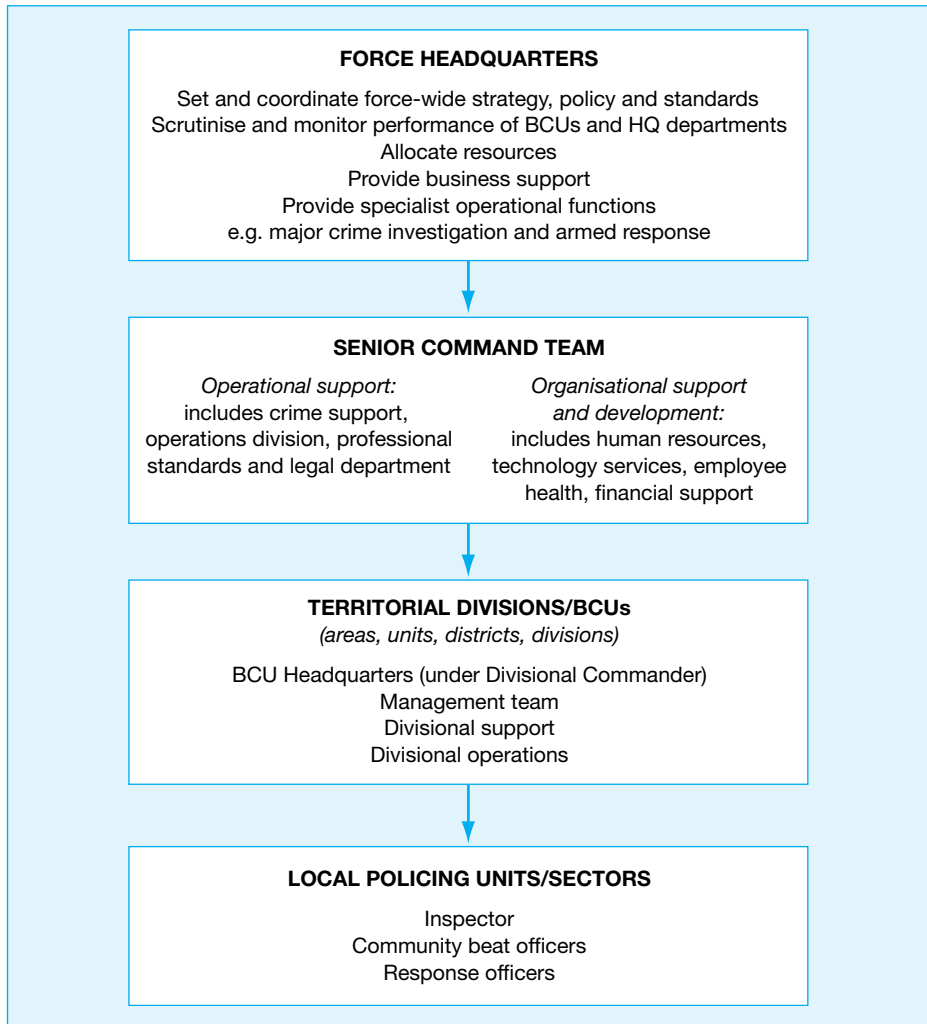 FORCE HEADQUARTERS
Set and coordinate force-wide strategy, policy and standards
Scrutinise and monitor performance of BCUs and HQ departments
Allocate resources
Provide business support
Provide specialist operational functions
e.g. major crime investigation and armed response
SENIOR COMMAND TEAM
Operational support:
includes crime support,
operations division, professional
standards and legal department
Organisational support
and development:
includes human resources,
technology services, employee
health, financial support
TERRITORIAL DIVISIONS/BCUs
(areas, units, districts, divisions)
BCU Headquarters (under Divisional Commander)
Management team
Divisional support
Divisional operations
LOCAL POLICING UNITS/SECTORS
Inspector
Community beat officers
Response officers